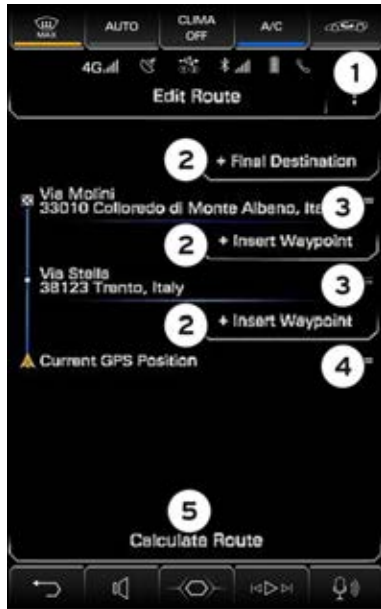 MAX
AUTO
CLIMA
OFF
A/C
4G
1
Edit Route
2
+ Final Destination
Via Molini
33010 Colloredo di Monte Albano, Ita
3
2
+ Insert Waypoint
Via Stella
38123 Trento, Italy
3
2
+ Insert Waypoint
Current GPS Position
4
5
Calculate Route